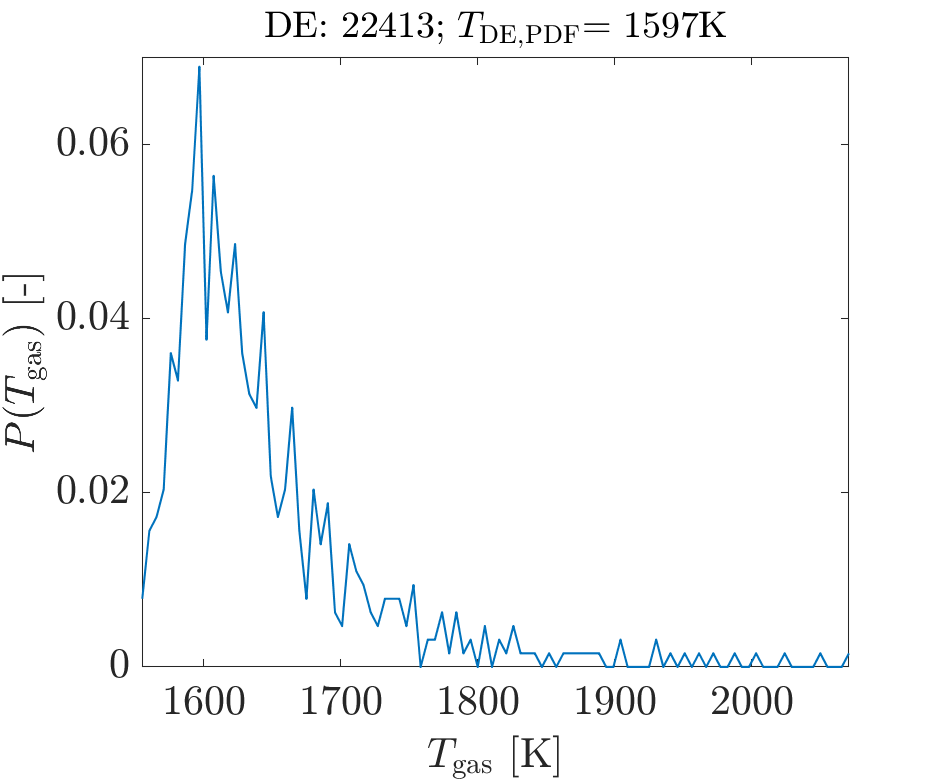 DE: 22413; T_DE,PDF= 1597K
0.06
0.04
0.02
0
P(T_gas) [-]
1600 1700 1800 1900 2000
T_gas [K]